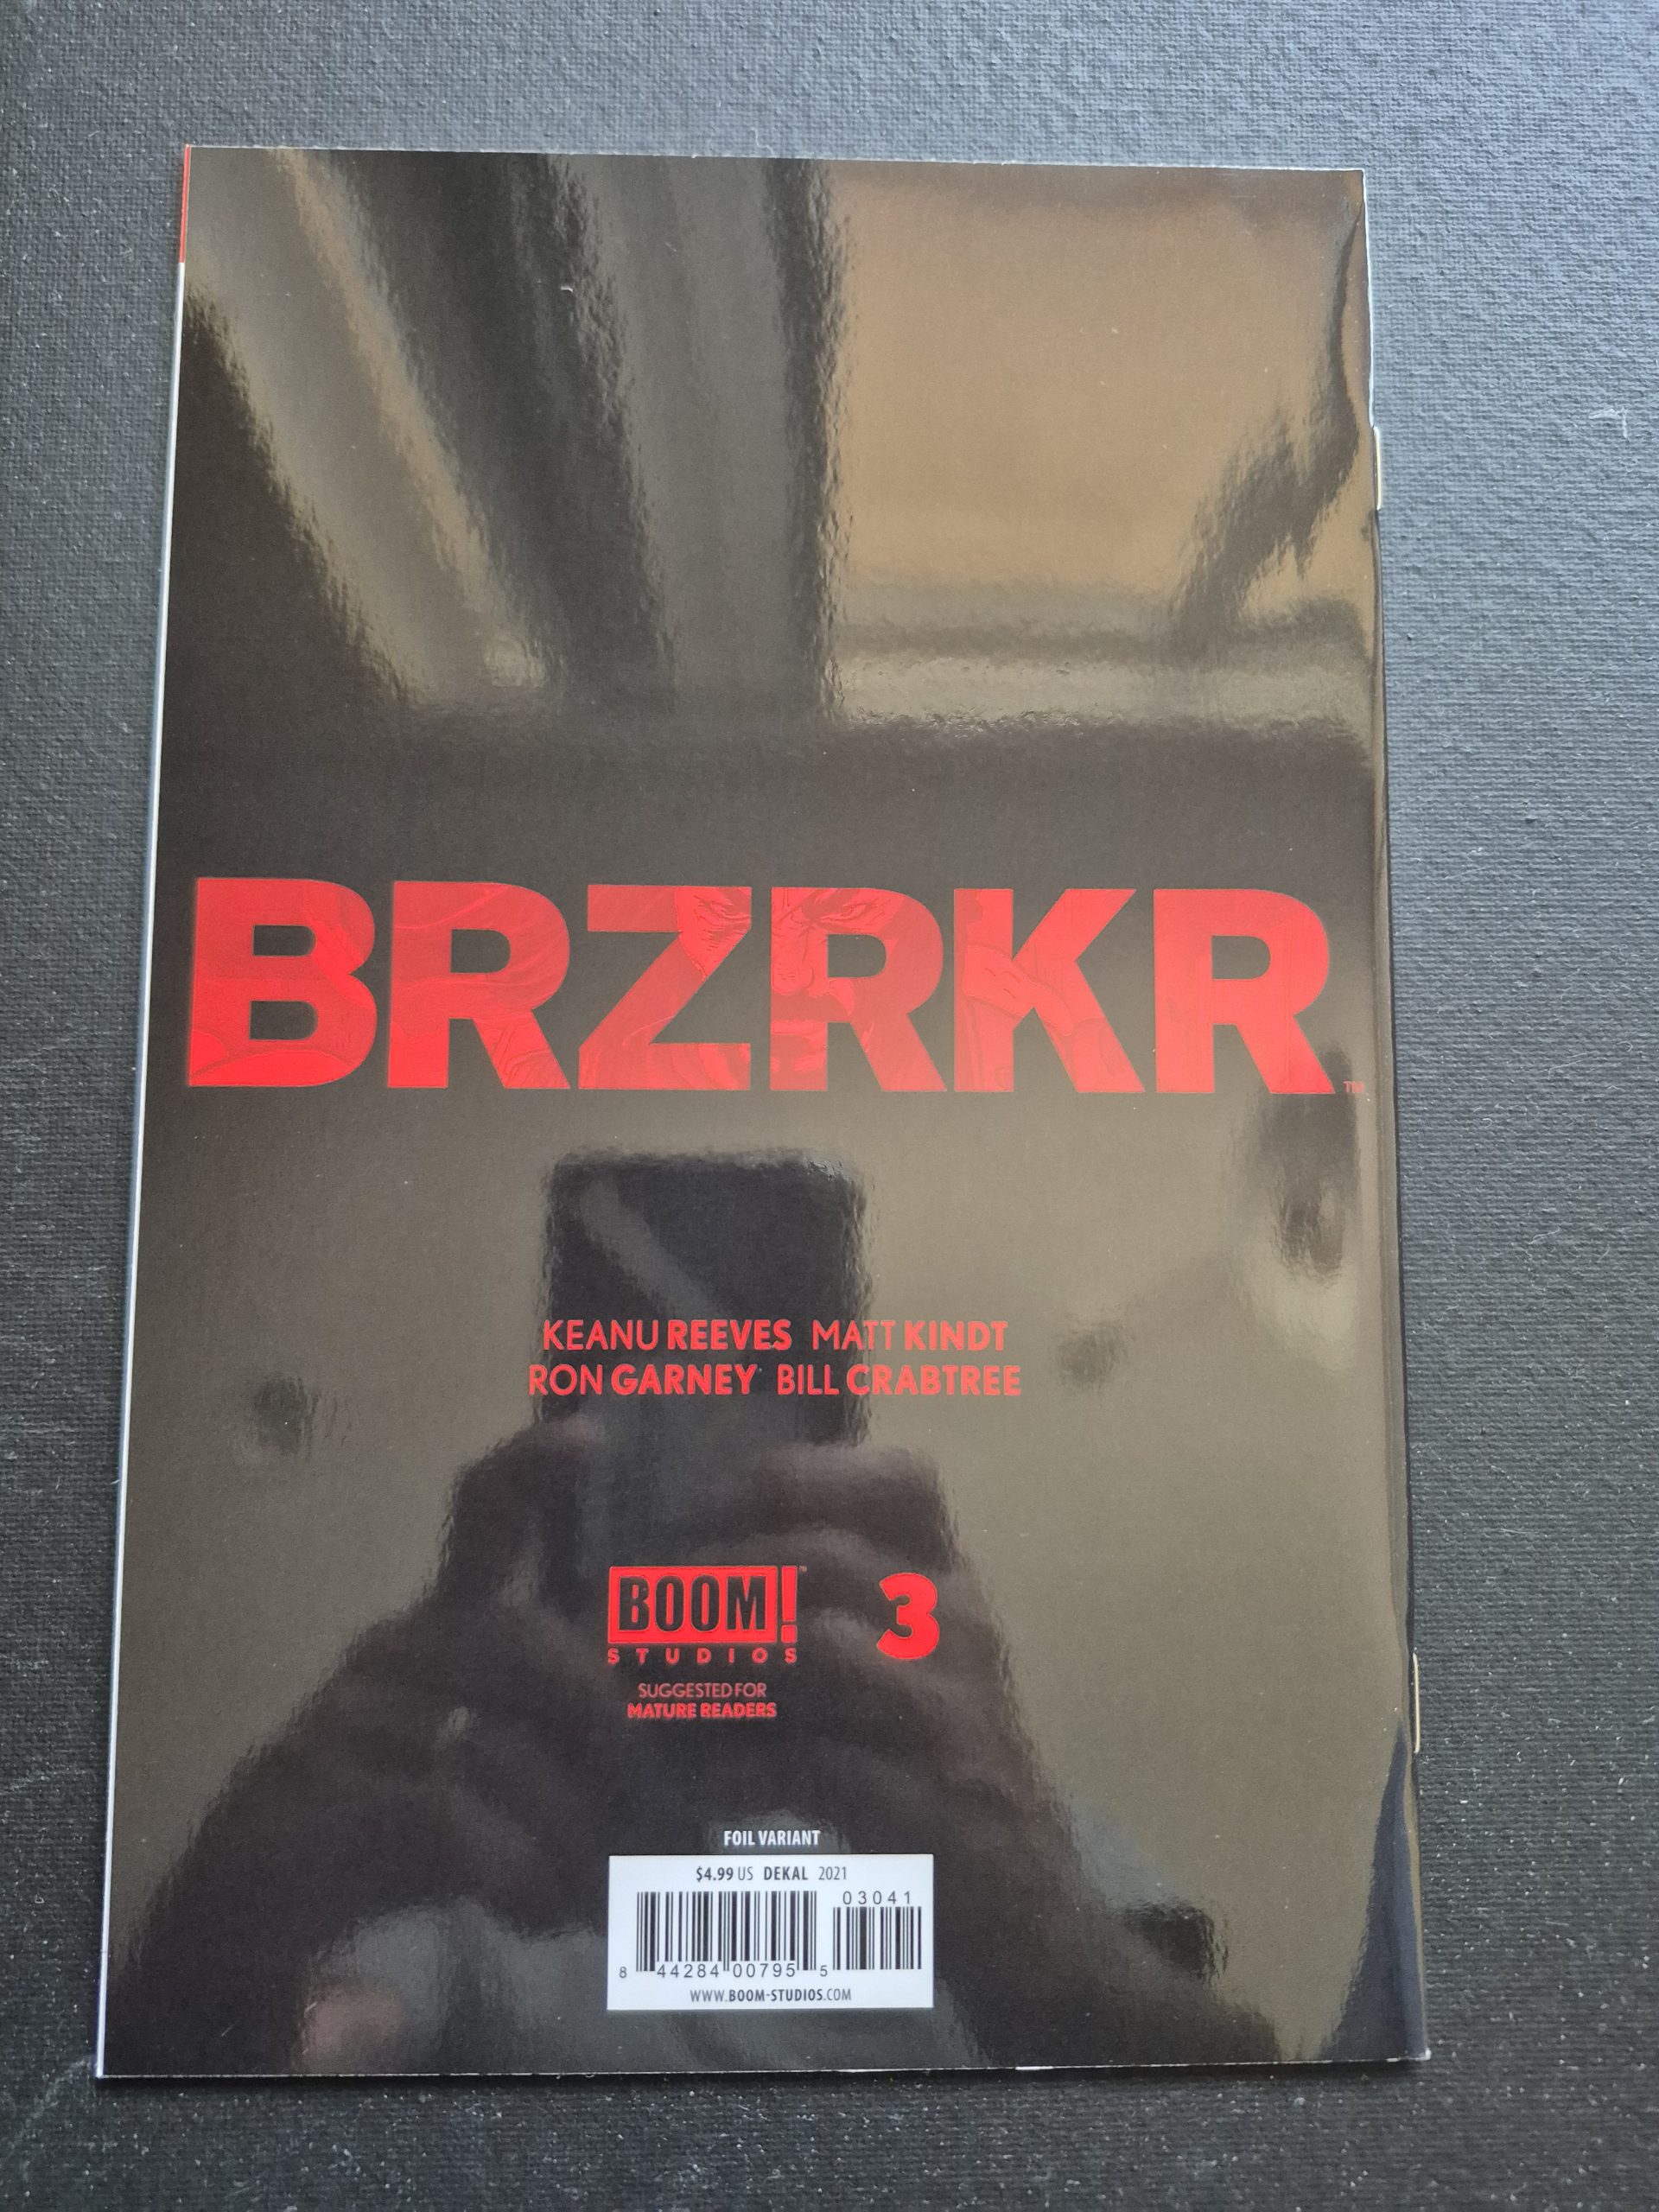 BRZRKR™
KEANU REEVES MATT KINDT
RON GARNEY BILL CRABTREE
BOOM!™ 3
STUDIOS
SUGGESTED FOR
MATURE READERS
FOIL VARIANT
$4.99 US DEKAL 2021
03041
8 44284 00795 5
WWW.BOOM-STUDIOS.COM